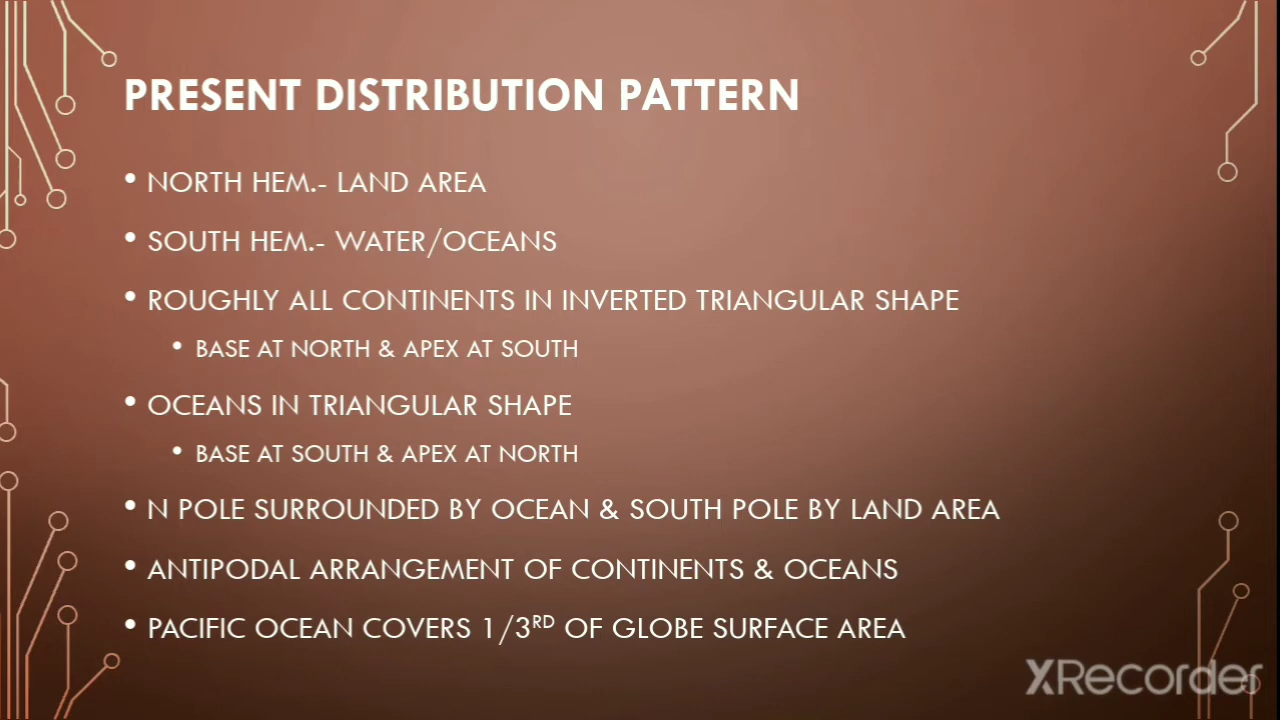 PRESENT DISTRIBUTION PATTERN
• NORTH HEM.- LAND AREA
• SOUTH HEM.- WATER/OCEANS
• ROUGHLY ALL CONTINENTS IN INVERTED TRIANGULAR SHAPE
• BASE AT NORTH & APEX AT SOUTH
• OCEANS IN TRIANGULAR SHAPE
• BASE AT SOUTH & APEX AT NORTH
• N POLE SURROUNDED BY OCEAN & SOUTH POLE BY LAND AREA
• ANTIPODAL ARRANGEMENT OF CONTINENTS & OCEANS
• PACIFIC OCEAN COVERS 1/3RD OF GLOBE SURFACE AREA
XRecorder